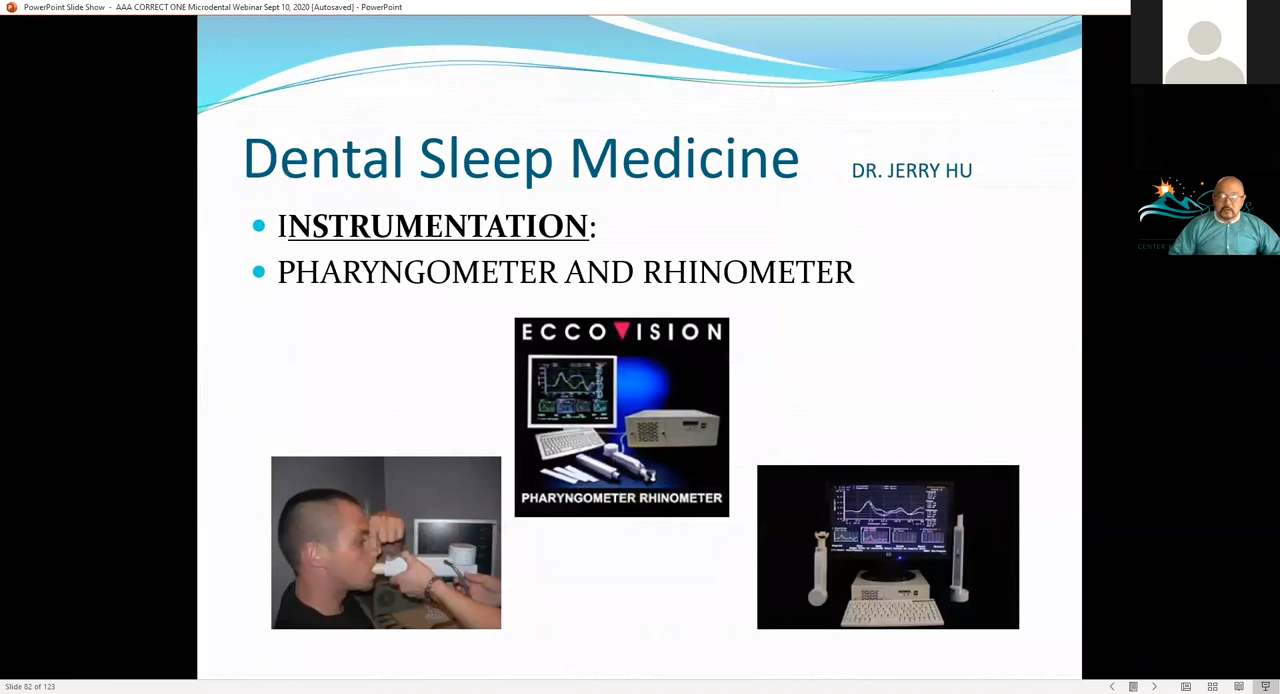 PowerPoint Slide Show - AAA CORRECT ONE Microdental Webinar Sept 10, 2020 [Autosaved] - PowerPoint
Dental Sleep Medicine DR. JERRY HU
• INSTRUMENTATION:
• PHARYNGOMETER AND RHINOMETER
ECCOVISION
PHARYNGOMETER RHINOMETER
CENTER
Slide 82 of 123